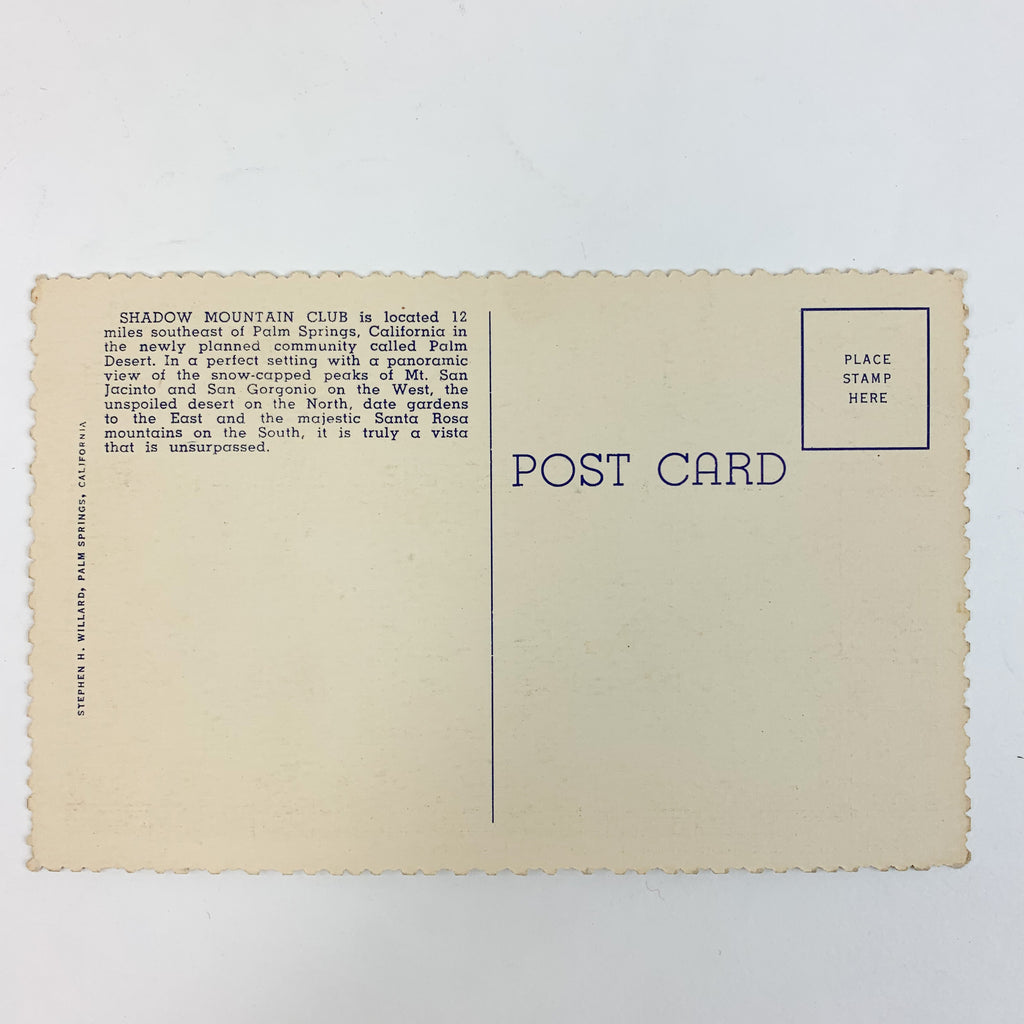 SHADOW MOUNTAIN CLUB is located 12
miles southeast of Palm Springs, California in
the newly planned community called Palm
Desert. In a perfect setting with a panoramic
view of the snow-capped peaks of Mt. San
Jacinto and San Gorgonio on the West, the
unspoiled desert on the North, date gardens
to the East and the majestic Santa Rosa
mountains on the South, it is truly a vista
that is unsurpassed.
STEPHEN H. WILLARD, PALM SPRINGS, CALIFORNIA
POST CARD
PLACE
STAMP
HERE